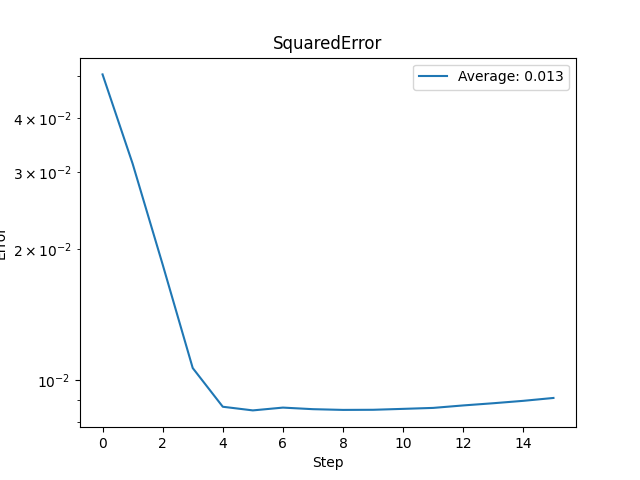 SquaredError
Average: 0.013
4 × 10⁻²
3 × 10⁻²
2 × 10⁻²
10⁻²
Error
0 2 4 6 8 10 12 14
Step